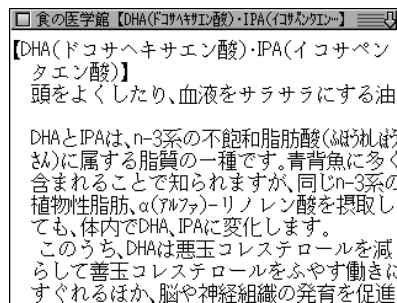 食の医学館【DHA(ドコサヘキサエン酸)・IPA(イコサペンタエン…】
【DHA(ドコサヘキサエン酸)・IPA(イコサペン
タエン酸)】
頭をよくしたり、血液をサラサラにする油
DHAとIPAは、n-3系の不飽和脂肪酸(ふほうわしぼう
さん)に属する脂質の一種です。青背魚に多く
含まれることで知られますが、同じn-3系の
植物性脂肪、α(アルファ)-リノレン酸を摂取し
ても、体内でDHA、IPAに変化します。
このうち、DHAは悪玉コレステロールを減
らして善玉コレステロールをふやす働きに
すぐれるほか、脳や神経組織の発育を促進